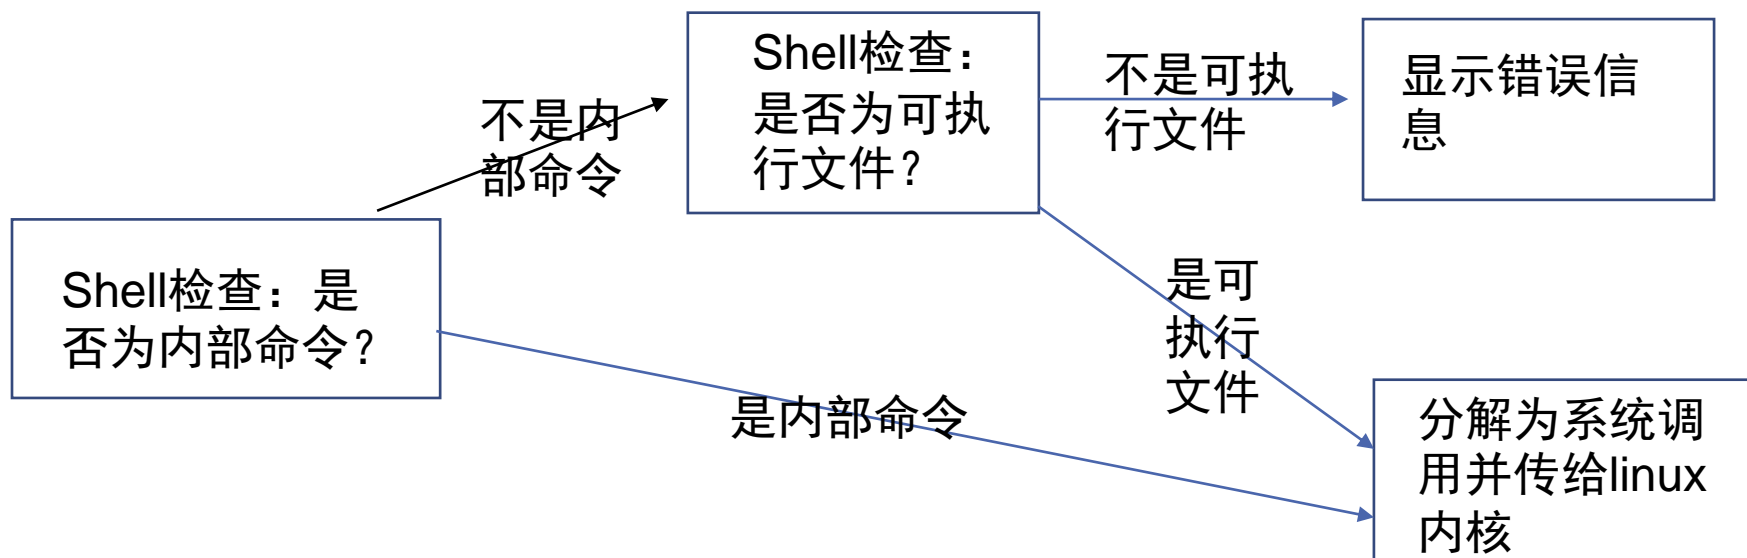 Shell检查：是
否为内部命令？
不是内
部命令
Shell检查：
是否为可执
行文件？
不是可执
行文件
显示错误信
息
是可
执行
文件
是内部命令
分解为系统调
用并传给linux
内核